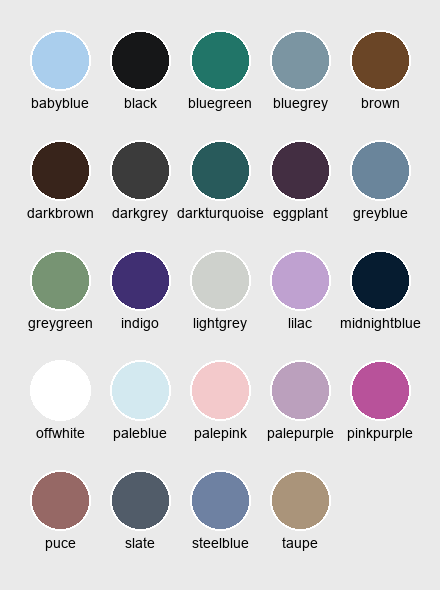 babyblue black bluegreen bluegrey brown
darkbrown darkgrey darkturquoise eggplant greyblue
greygreen indigo lightgrey lilac midnightblue
offwhite paleblue palepink palepurple pinkpurple
puce slate steelblue taupe